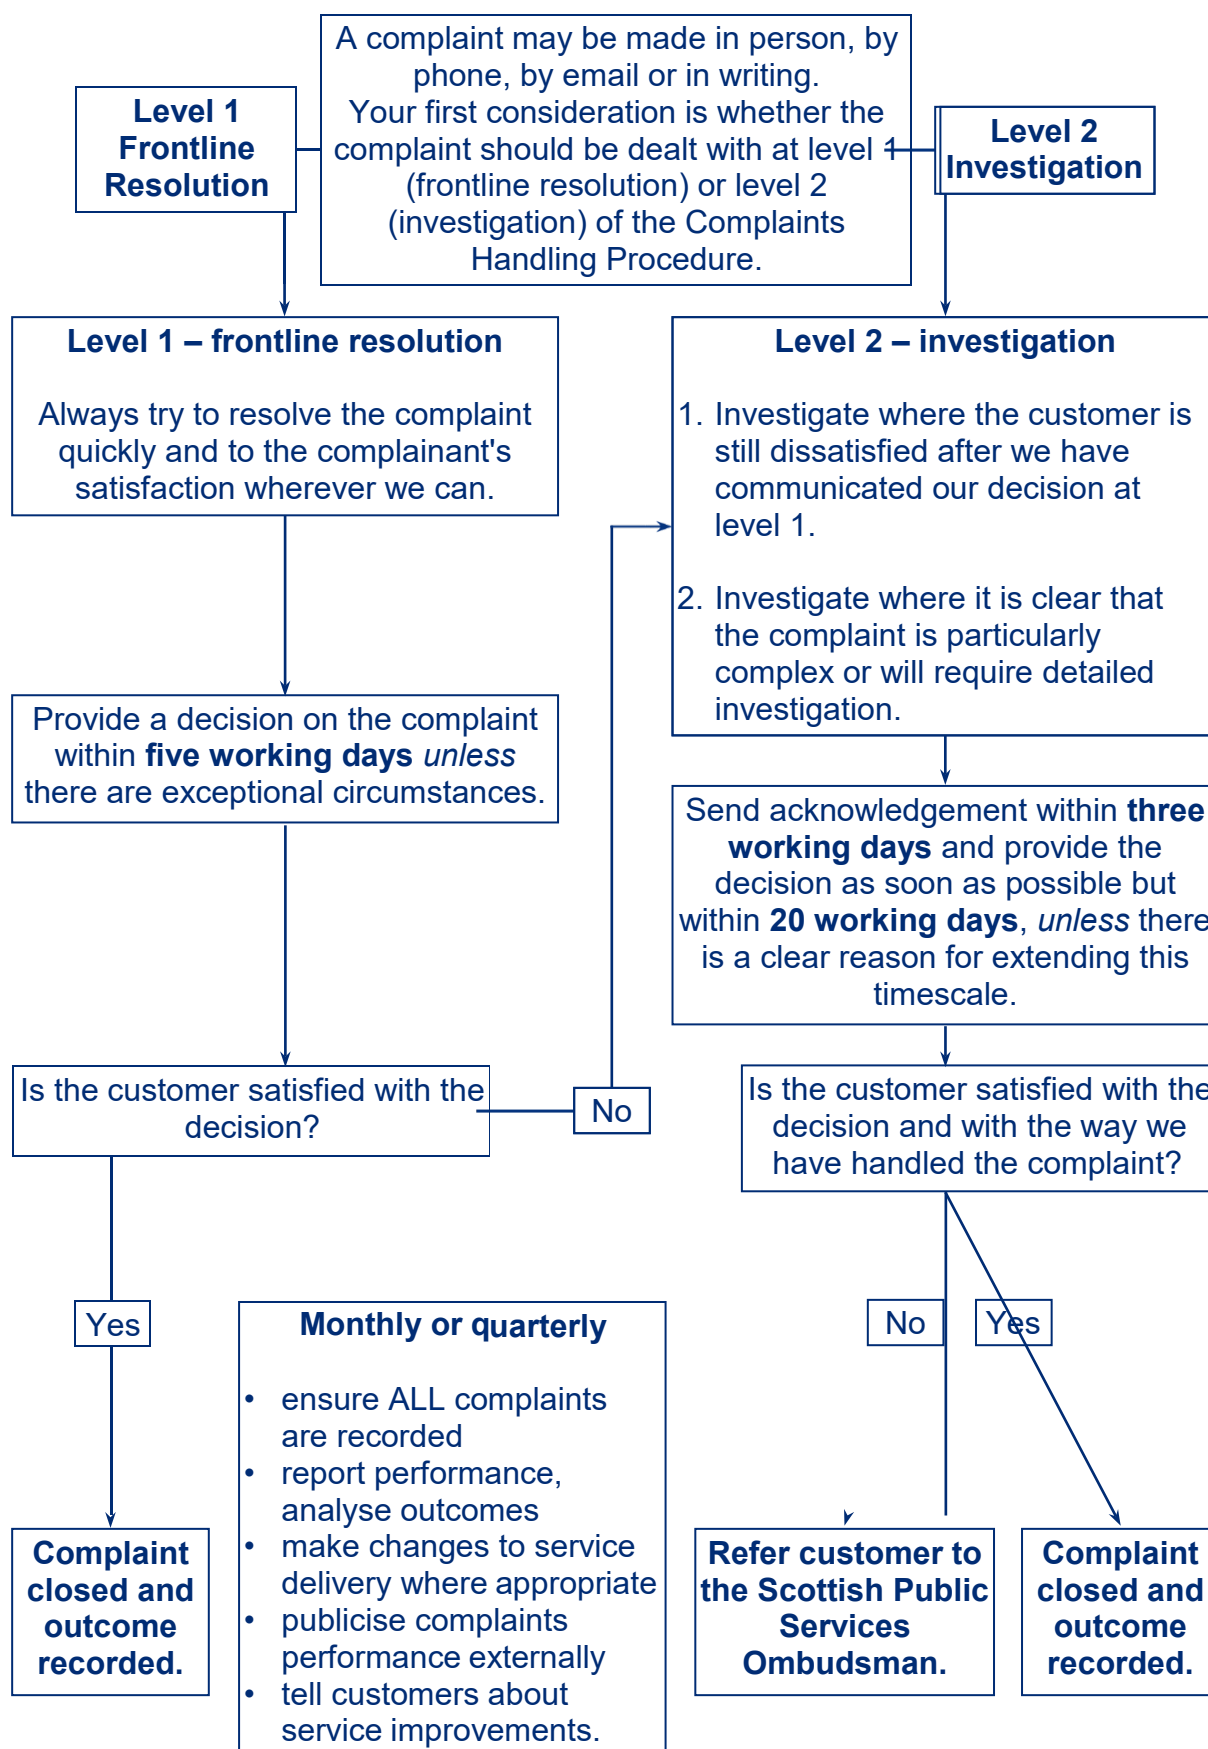 A complaint may be made in person, by
phone, by email or in writing.
Your first consideration is whether the
complaint should be dealt with at level 1
(frontline resolution) or level 2
(investigation) of the Complaints
Handling Procedure.
Level 1
Frontline
Resolution
Level 2
Investigation
Level 1 – frontline resolution
Always try to resolve the complaint
quickly and to the complainant's
satisfaction wherever we can.
Provide a decision on the complaint
within five working days unless
there are exceptional circumstances.
Is the customer satisfied with the
decision?
No
Yes
Complaint
closed and
outcome
recorded.
Level 2 – investigation
1. Investigate where the customer is
still dissatisfied after we have
communicated our decision at
level 1.
2. Investigate where it is clear that
the complaint is particularly
complex or will require detailed
investigation.
Send acknowledgement within three
working days and provide the
decision as soon as possible but
within 20 working days, unless there
is a clear reason for extending this
timescale.
Is the customer satisfied with the
decision and with the way we
have handled the complaint?
No
Yes
Refer customer to
the Scottish Public
Services
Ombudsman.
Complaint
closed and
outcome
recorded.
Monthly or quarterly
• ensure ALL complaints
are recorded
• report performance,
analyse outcomes
• make changes to service
delivery where appropriate
• publicise complaints
performance externally
• tell customers about
service improvements.